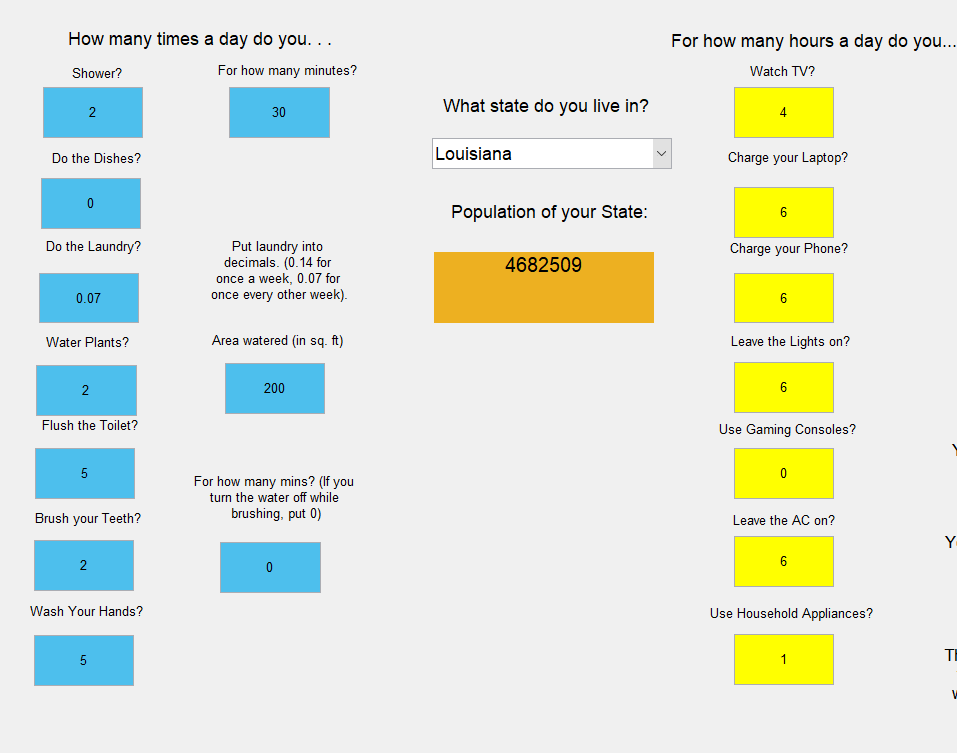 How many times a day do you. . .
Shower?
2
For how many minutes?
30
Do the Dishes?
0
Do the Laundry?
0.07
Put laundry into
decimals. (0.14 for
once a week, 0.07 for
once every other week).
Water Plants?
2
Area watered (in sq. ft)
200
Flush the Toilet?
5
Brush your Teeth?
2
For how many mins? (If you
turn the water off while
brushing, put 0)
0
Wash Your Hands?
5
What state do you live in?
Louisiana
Population of your State:
4682509
For how many hours a day do you...
Watch TV?
4
Charge your Laptop?
6
Charge your Phone?
6
Leave the Lights on?
6
Use Gaming Consoles?
0
Leave the AC on?
6
Use Household Appliances?
1